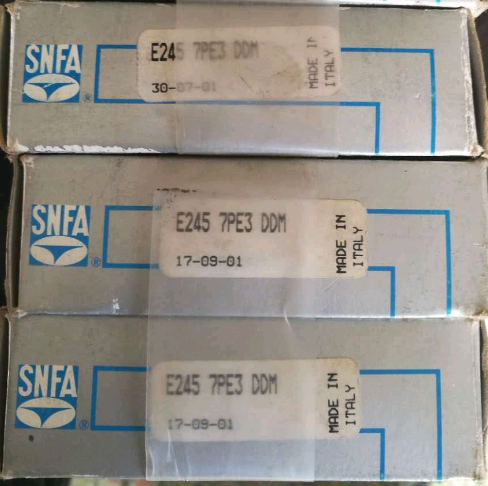 SNFA
®
E245 7PE3 DDM
30-07-01
MADE IN
ITALY
SNFA
®
E245 7PE3 DDM
17-09-01
MADE IN
ITALY
SNFA
®
E245 7PE3 DDM
17-09-01
MADE IN
ITALY